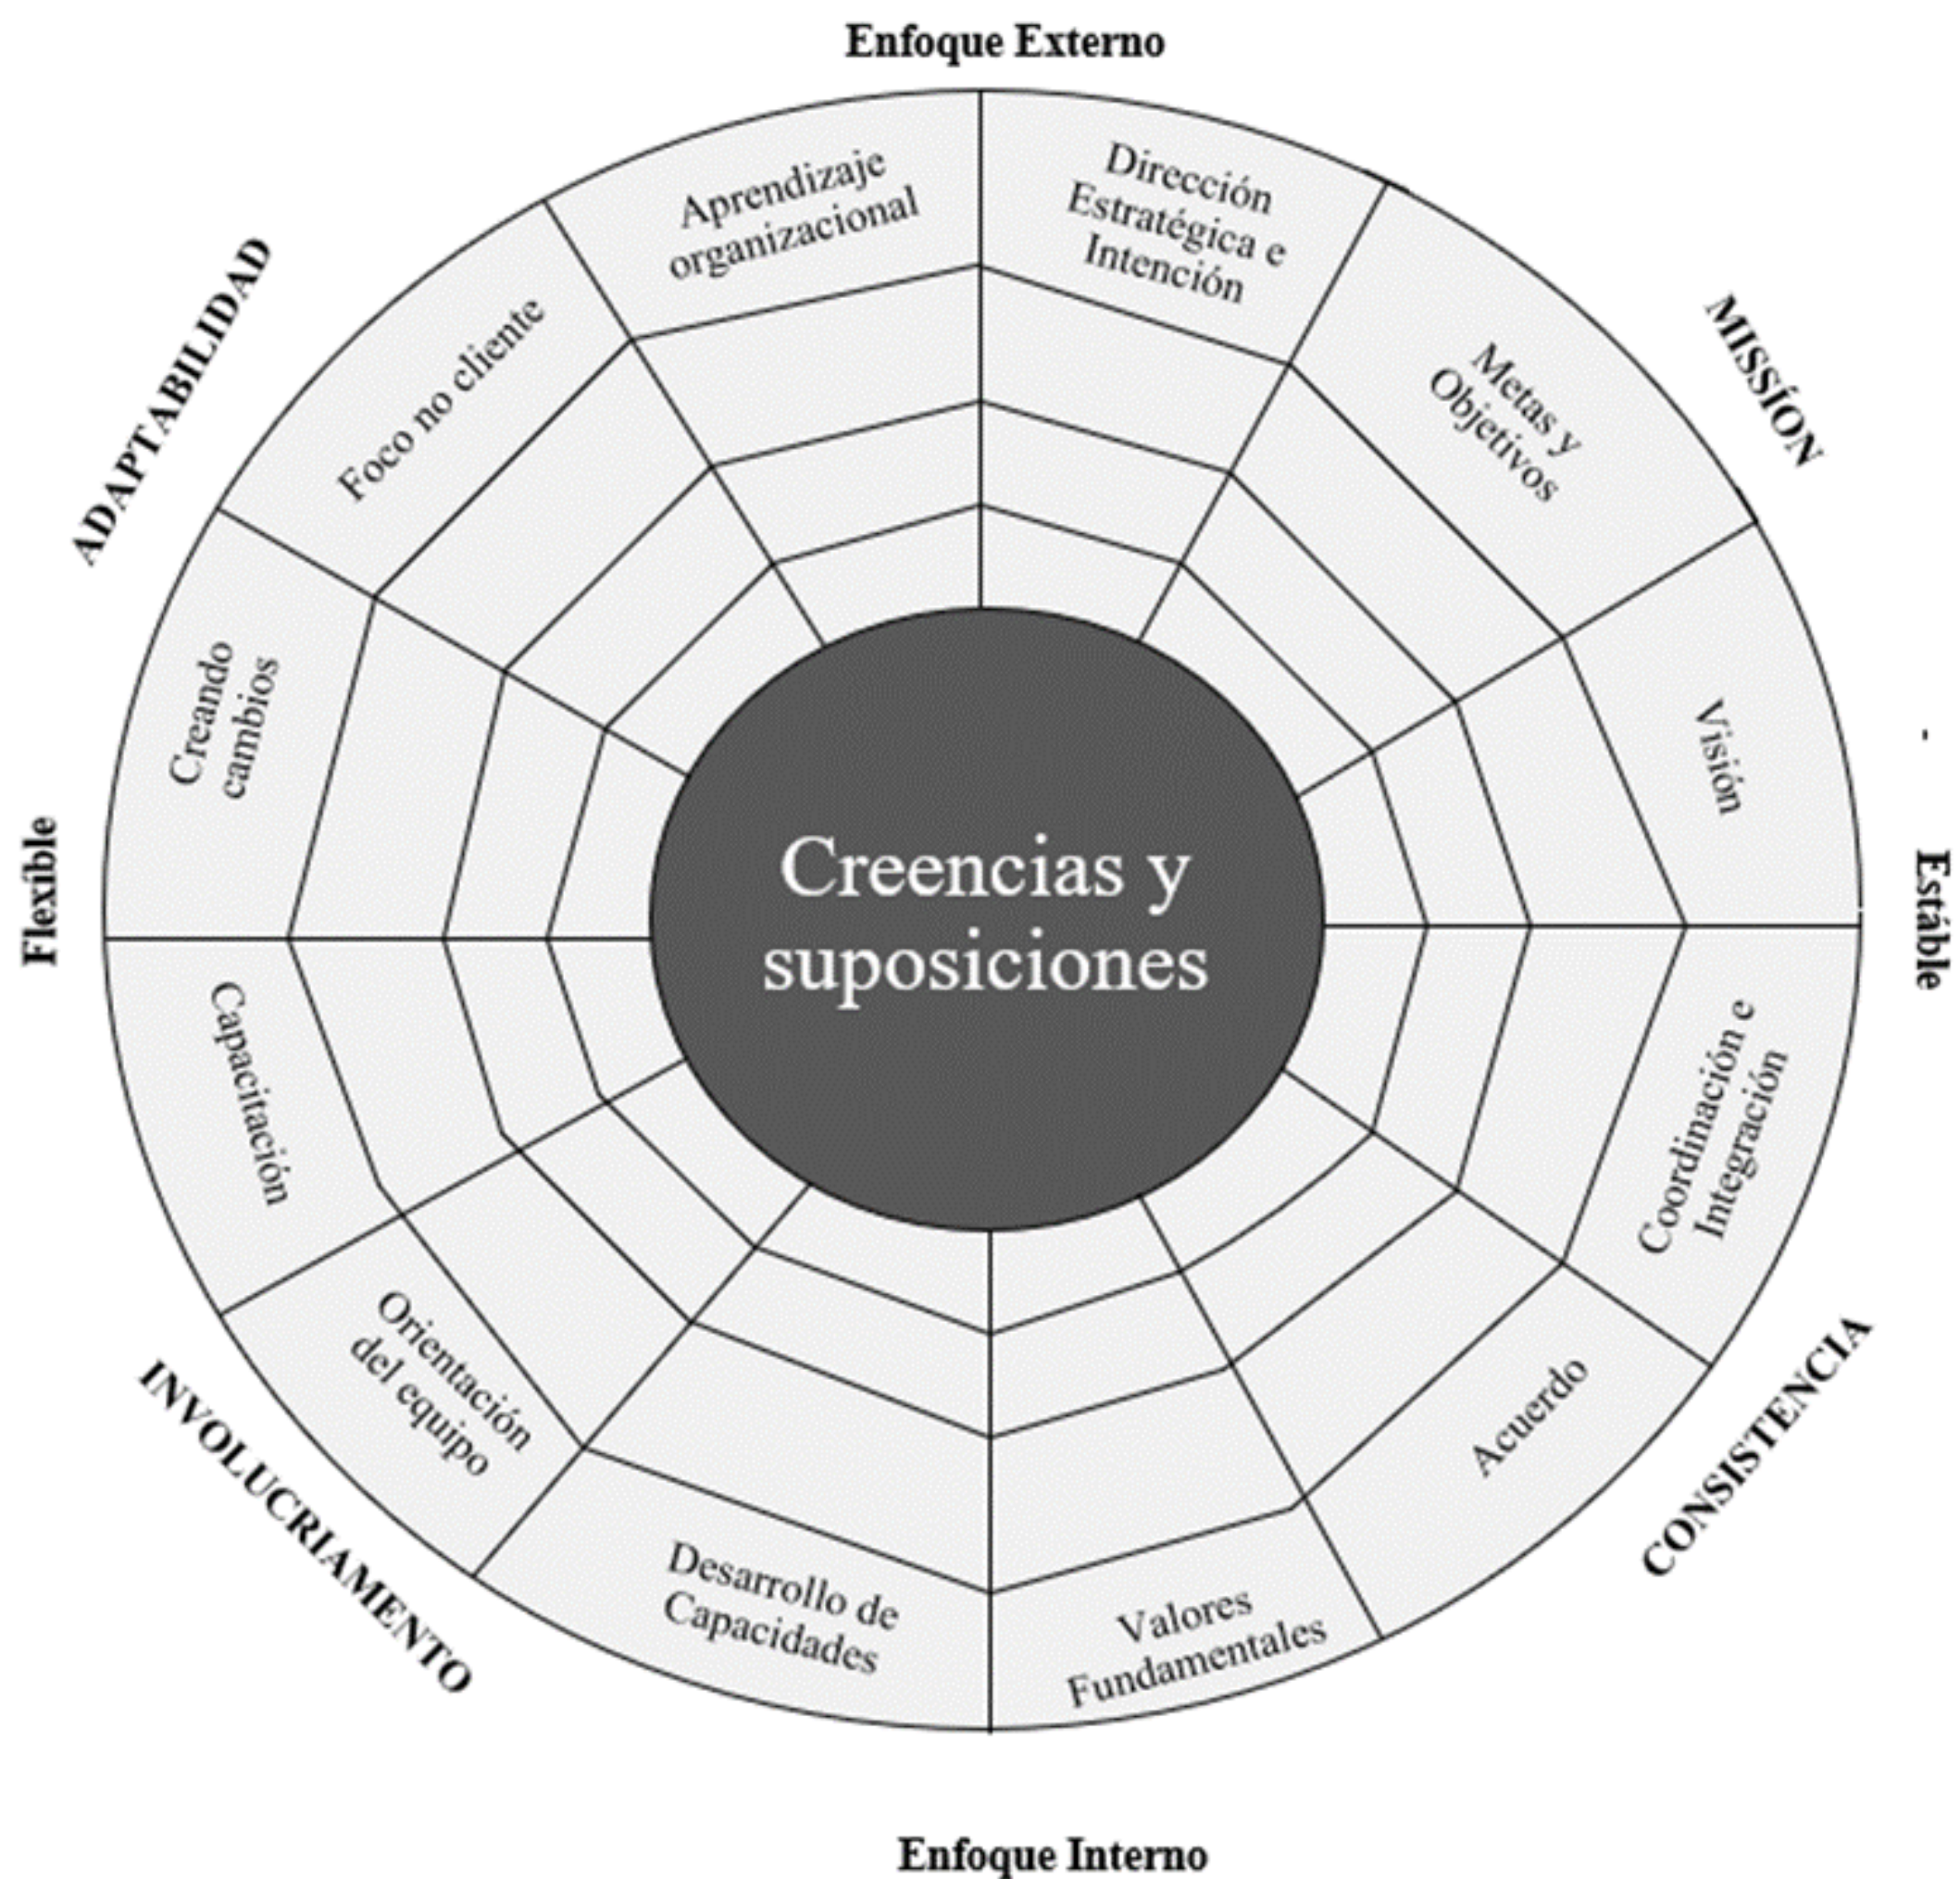 Enfoque Externo
Aprendizaje
organizacional
Dirección
Estratégica e
Intención
ADAPTABILIDAD
Foco no cliente
Metas y
Objetivos
MISSÍON
Creando
cambios
Visión
-
Flexible
Creencias y
suposiciones
Estáble
Capacitación
Coordinación e
Integración
Orientación
del equipo
Acuerdo
INVOLUCRIAMENTO
CONSISTENCIA
Desarrollo de
Capacidades
Valores
Fundamentales
Enfoque Interno